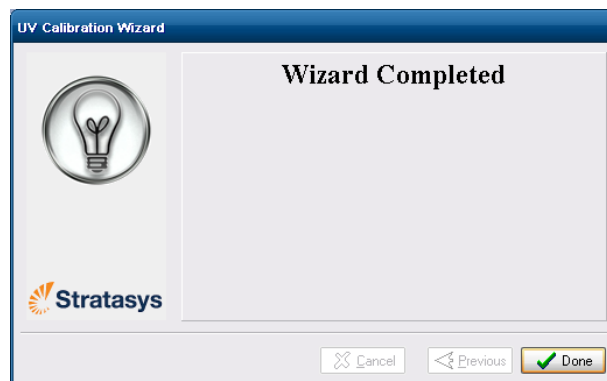 UV Calibration Wizard
Wizard Completed
Stratasys
Cancel
Previous
Done